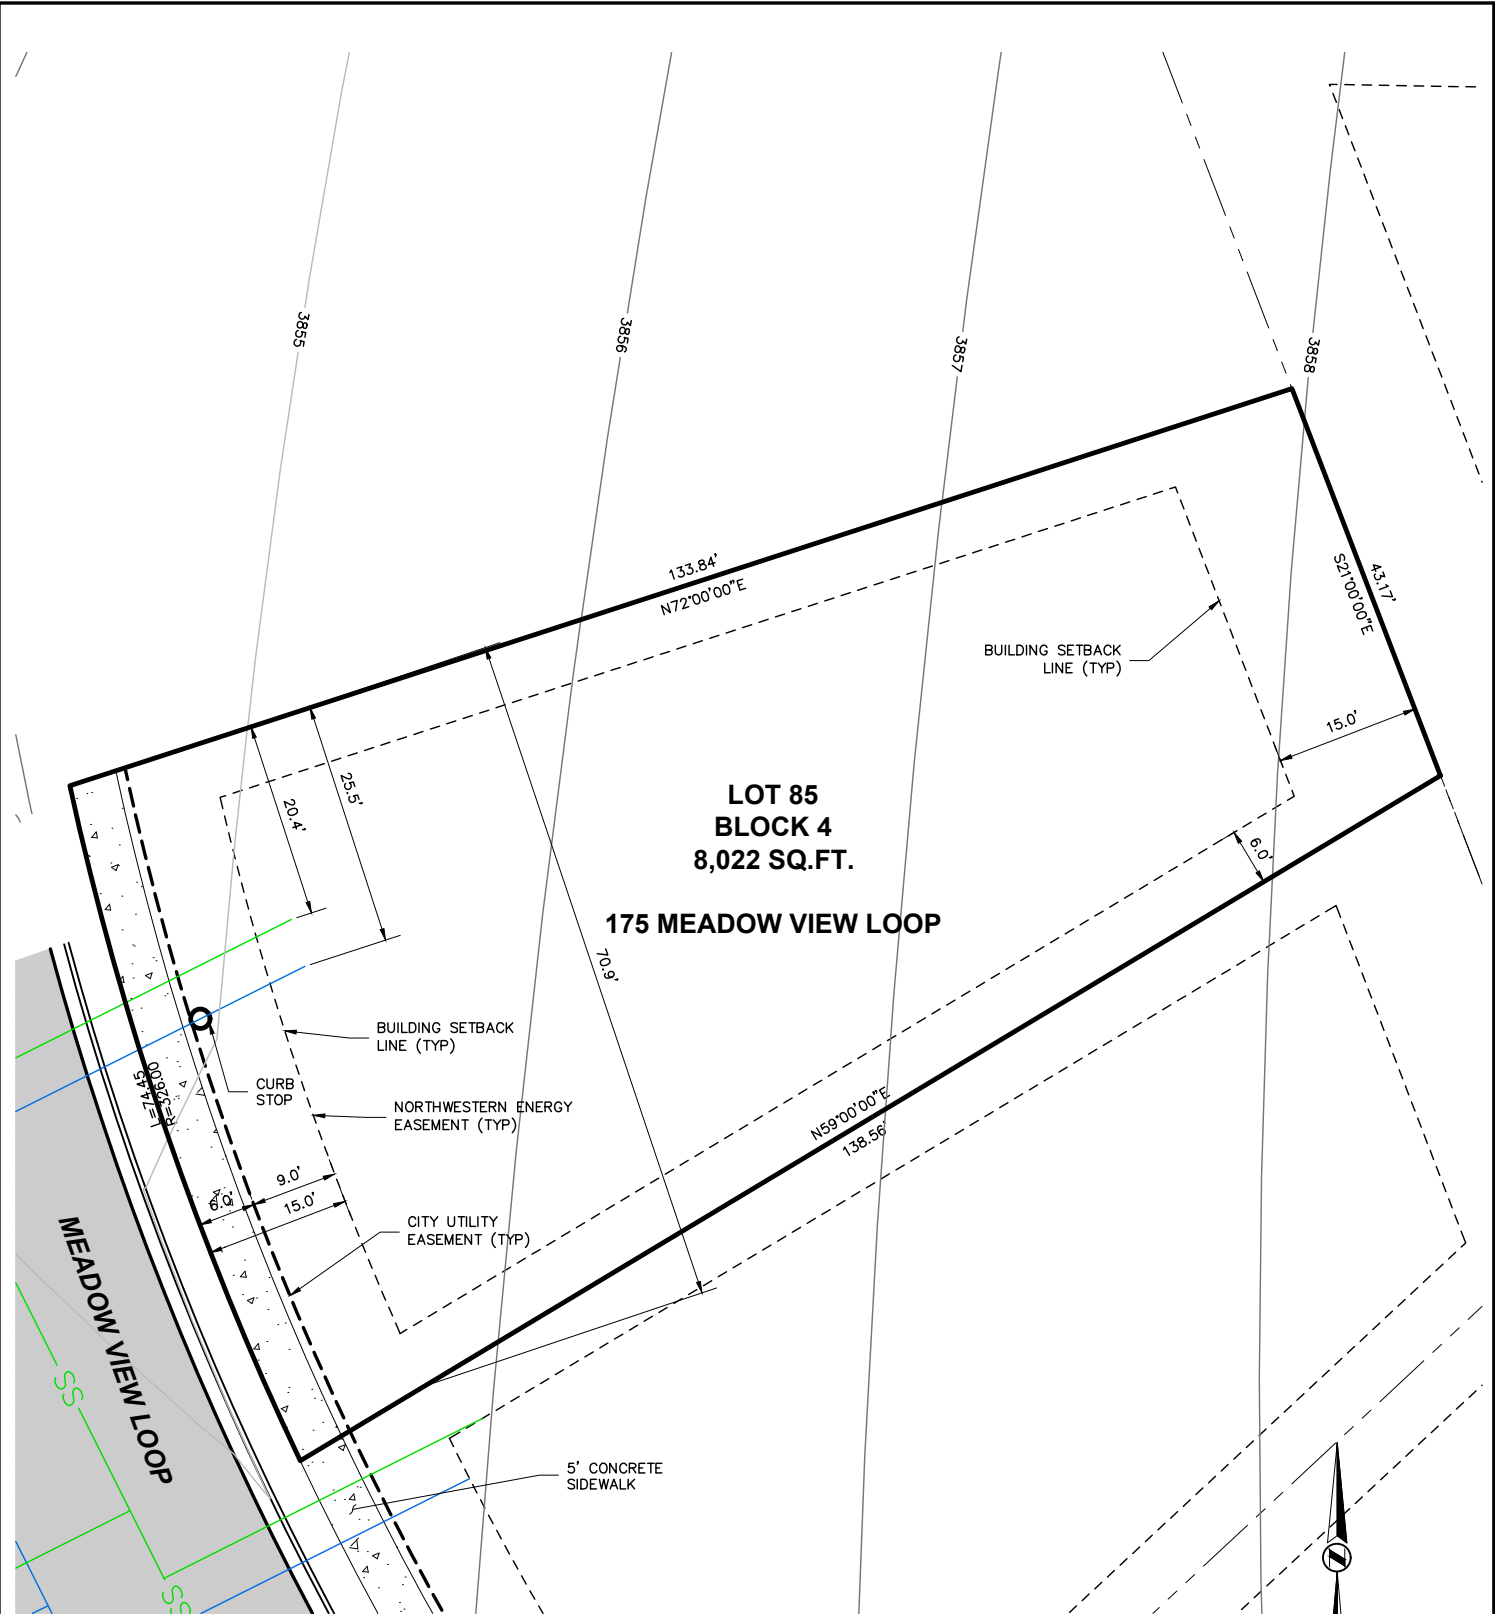 3855
3856
3857
3858
133.84'
N72°00'00"E
43.17'
S21°00'00"E
BUILDING SETBACK
LINE (TYP)
15.0'
25.5'
20.4'
LOT 85
BLOCK 4
8,022 SQ.FT.
175 MEADOW VIEW LOOP
6.0'
70.9'
BUILDING SETBACK
LINE (TYP)
CURB
STOP
L=74.45
R=326.00
NORTHWESTERN ENERGY
EASEMENT (TYP)
N59°00'00"E
138.56'
9.0'
6.0'
15.0'
CITY UTILITY
EASEMENT (TYP)
MEADOW VIEW LOOP
SS
5' CONCRETE
SIDEWALK
SS